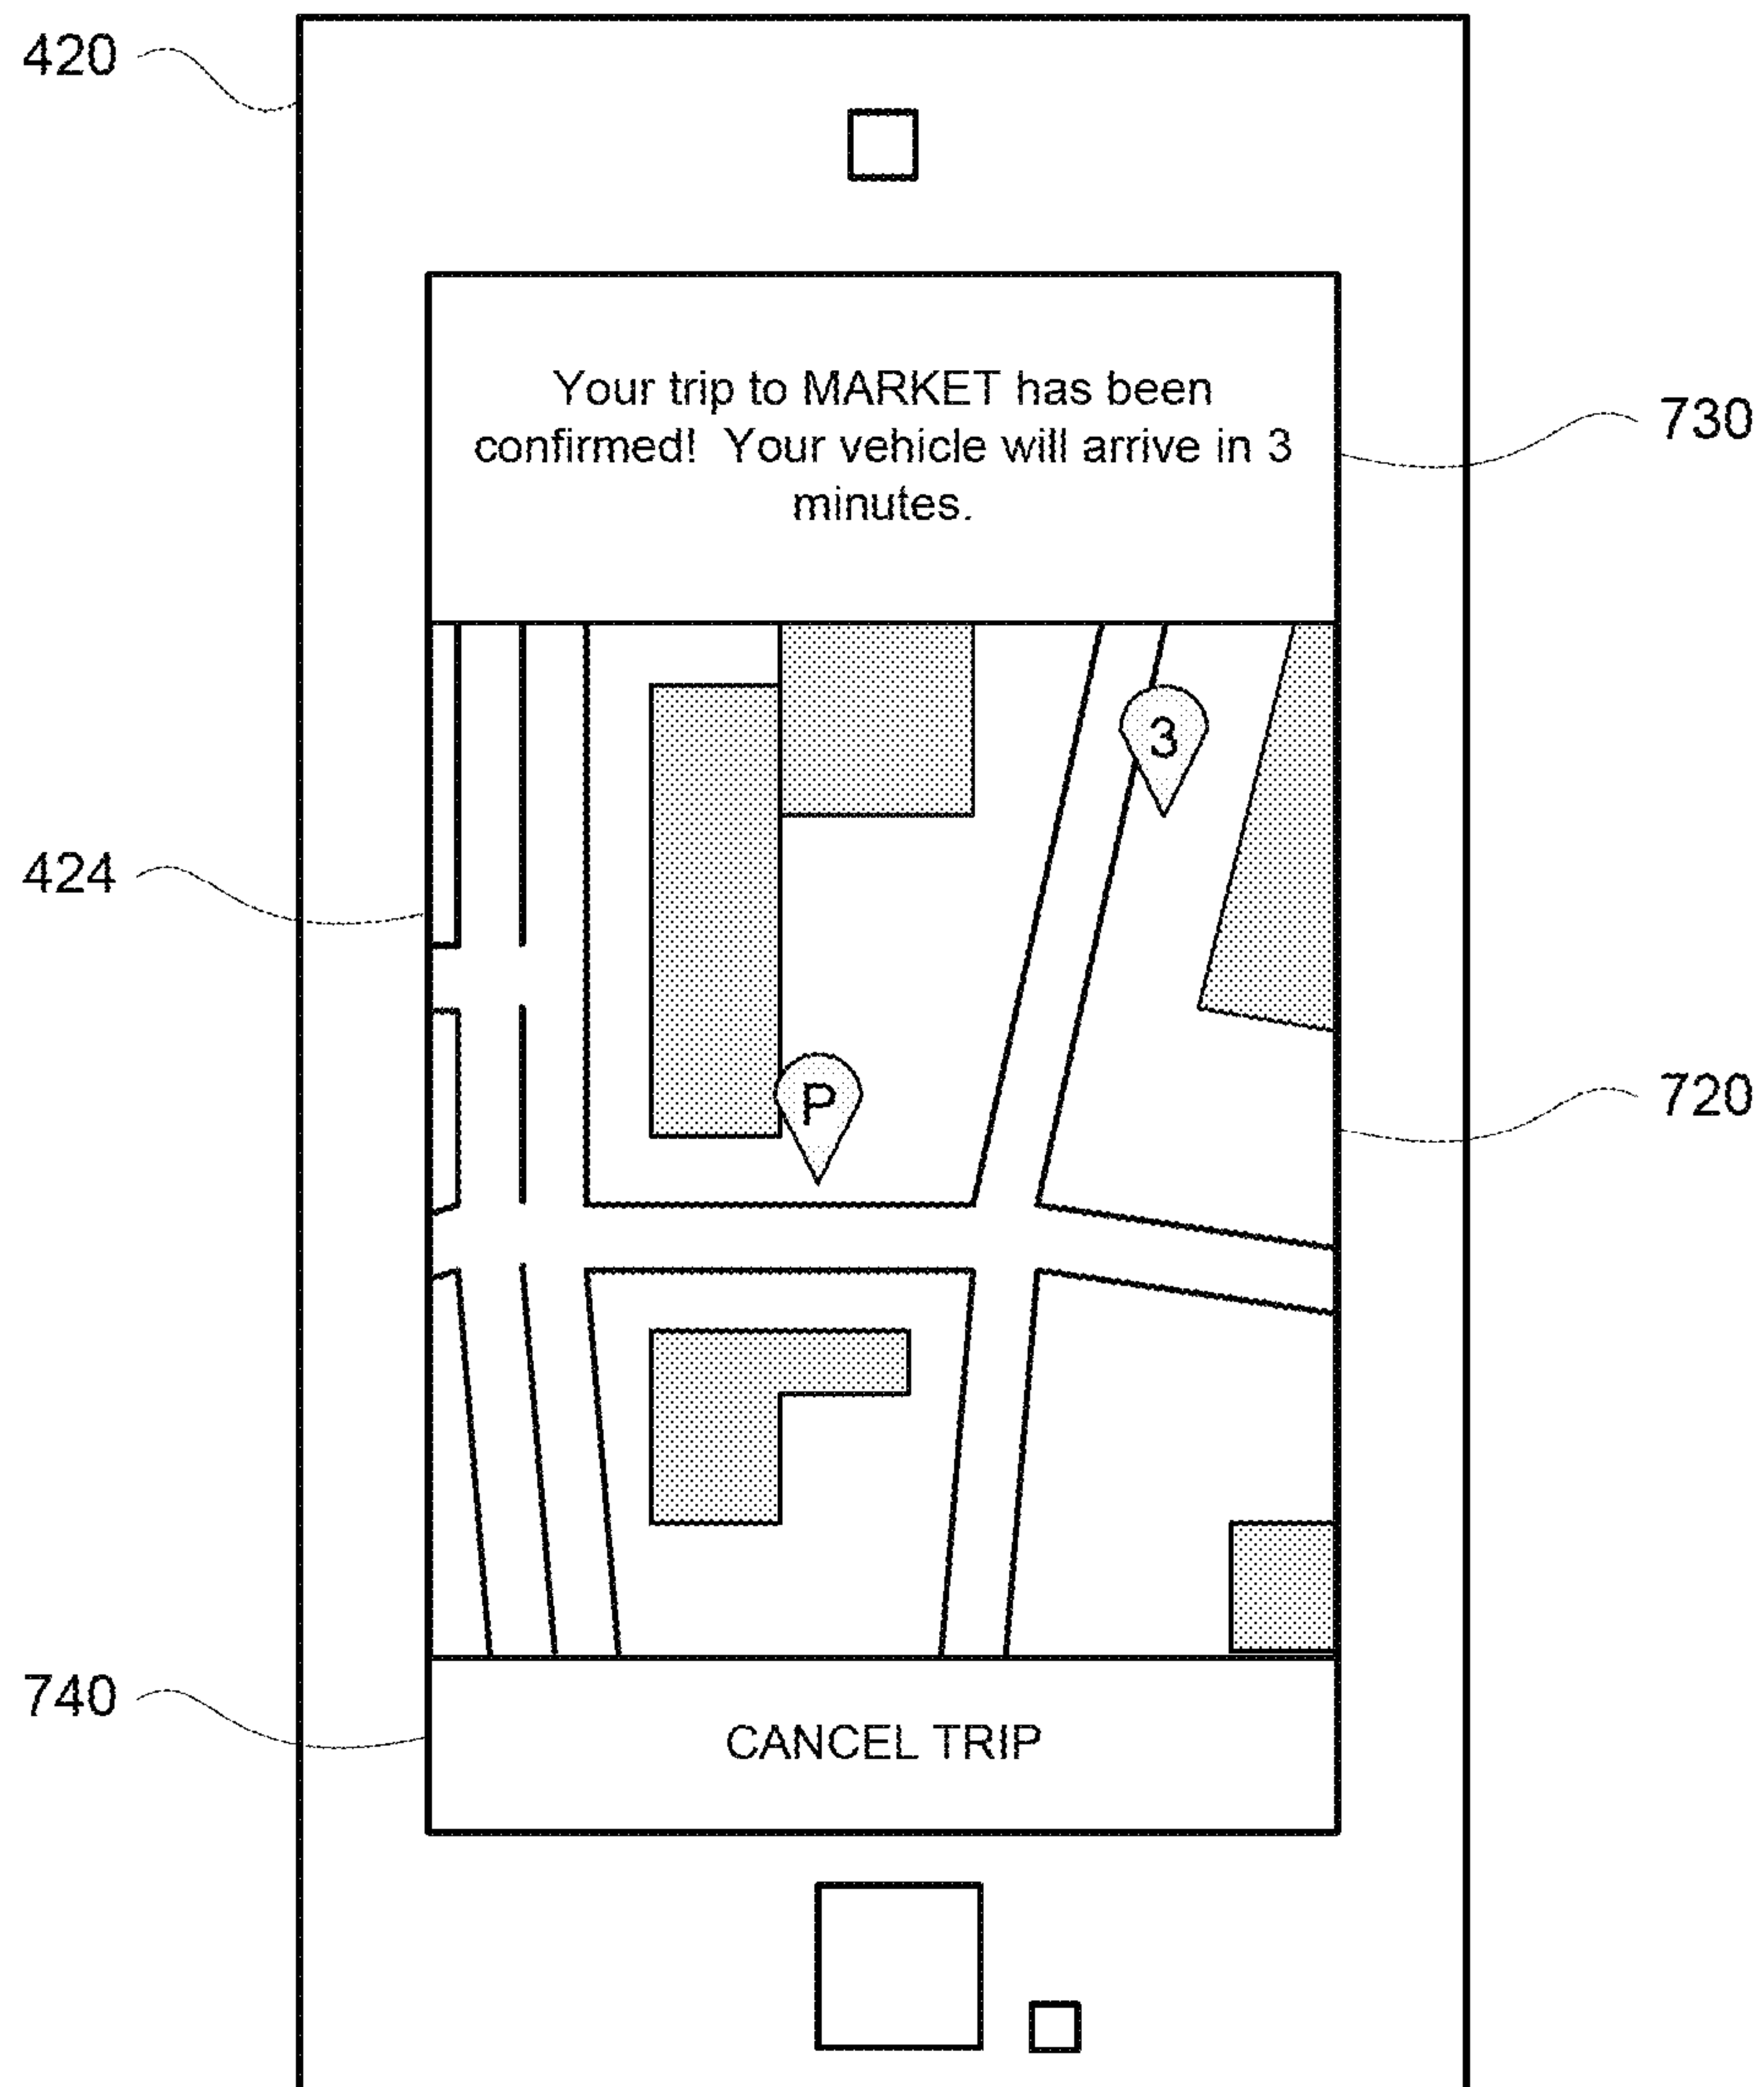 420
Your trip to MARKET has been
confirmed!  Your vehicle will arrive in 3
minutes.
730
3
424
P
720
740
CANCEL TRIP